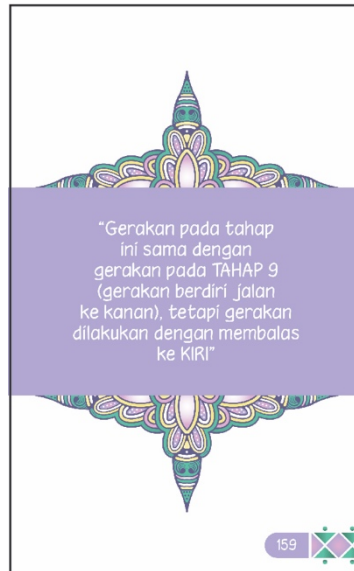 "Gerakan pada tahap
ini sama dengan
gerakan pada TAHAP 9
(gerakan berdiri jalan
ke kanan), tetapi gerakan
dilakukan dengan membalas
ke KIRI"
159